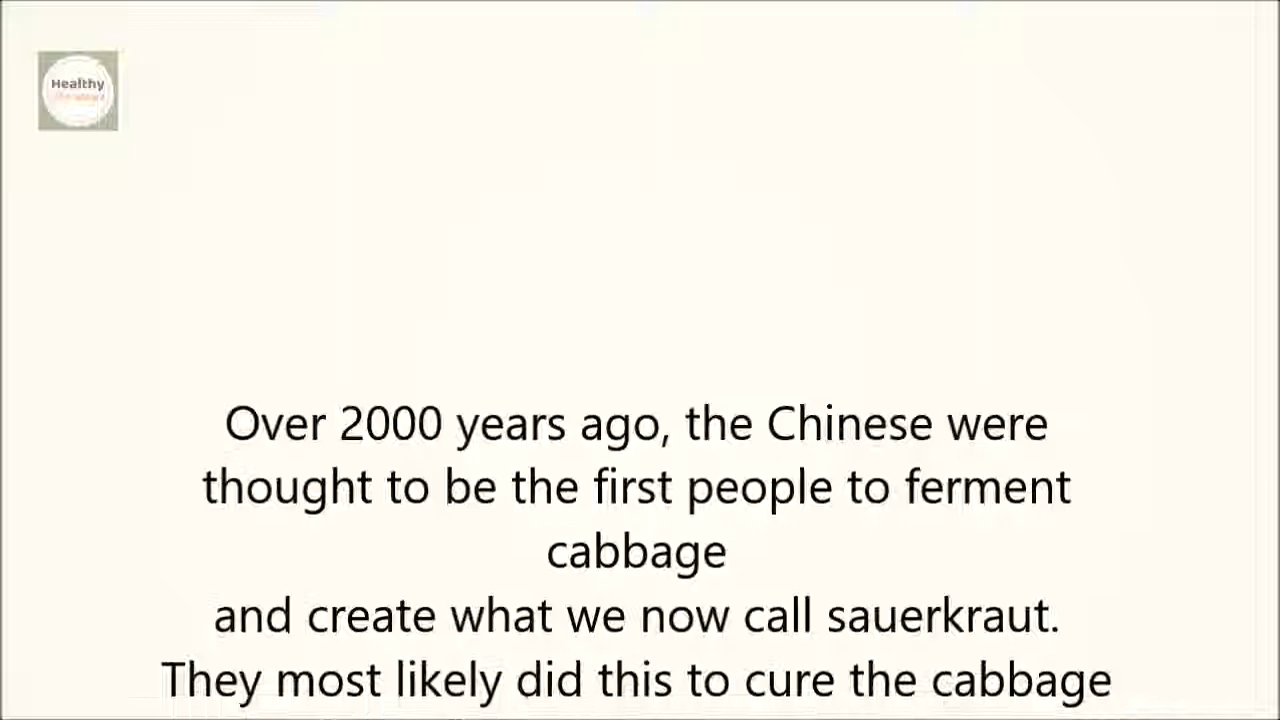 Healthy
Over 2000 years ago, the Chinese were
thought to be the first people to ferment
cabbage
and create what we now call sauerkraut.
They most likely did this to cure the cabbage